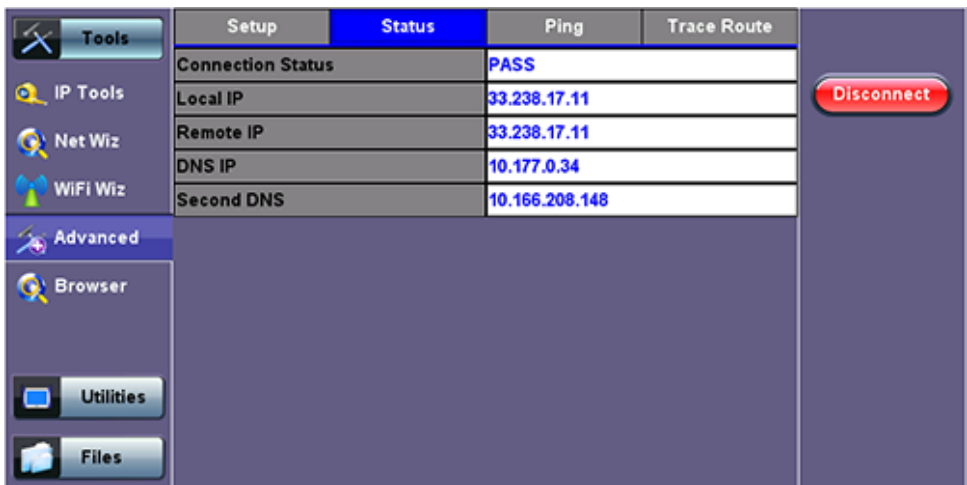 Tools
Setup Status Ping Trace Route
Connection Status PASS
Local IP 33.238.17.11
Remote IP 33.238.17.11
DNS IP 10.177.0.34
Second DNS 10.166.208.148
Disconnect
IP Tools
Net Wiz
WiFi Wiz
Advanced
Browser
Utilities
Files